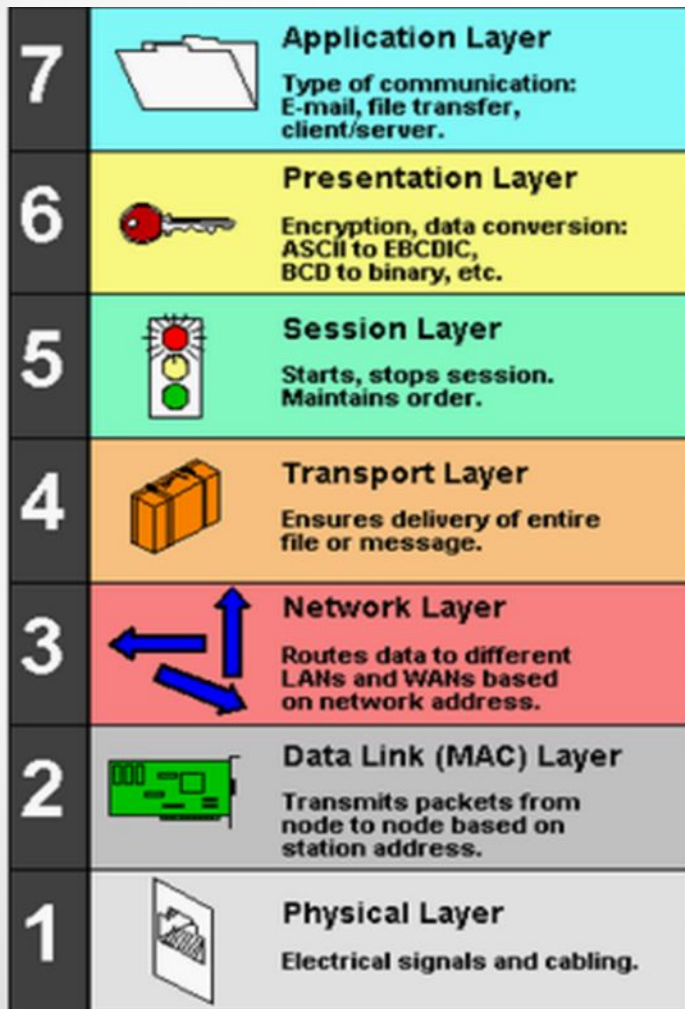 7
Application Layer
Type of communication:
E-mail, file transfer,
client/server.
6
Presentation Layer
Encryption, data conversion:
ASCII to EBCDIC,
BCD to binary, etc.
5
Session Layer
Starts, stops session.
Maintains order.
4
Transport Layer
Ensures delivery of entire
file or message.
3
Network Layer
Routes data to different
LANs and WANs based
on network address.
2
Data Link (MAC) Layer
Transmits packets from
node to node based on
station address.
1
Physical Layer
Electrical signals and cabling.